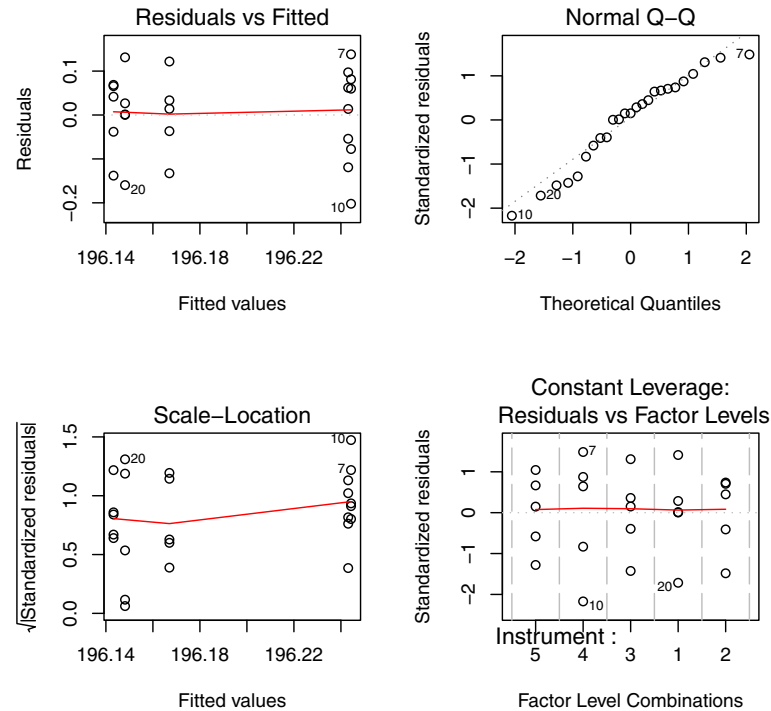 Residuals vs Fitted
Residuals
0.1
0.0
−0.2
7
20
10
196.14 196.18 196.22
Fitted values
Normal Q−Q
Standardized residuals
1
0
−1
−2
7
20
10
−2 −1 0 1 2
Theoretical Quantiles
Scale−Location
√|Standardized residuals|
1.5
1.0
0.5
0.0
10
20
7
196.14 196.18 196.22
Fitted values
Constant Leverage:
Residuals vs Factor Levels
Standardized residuals
1
0
−1
−2
7
20
10
Instrument :
5 4 3 1 2
Factor Level Combinations